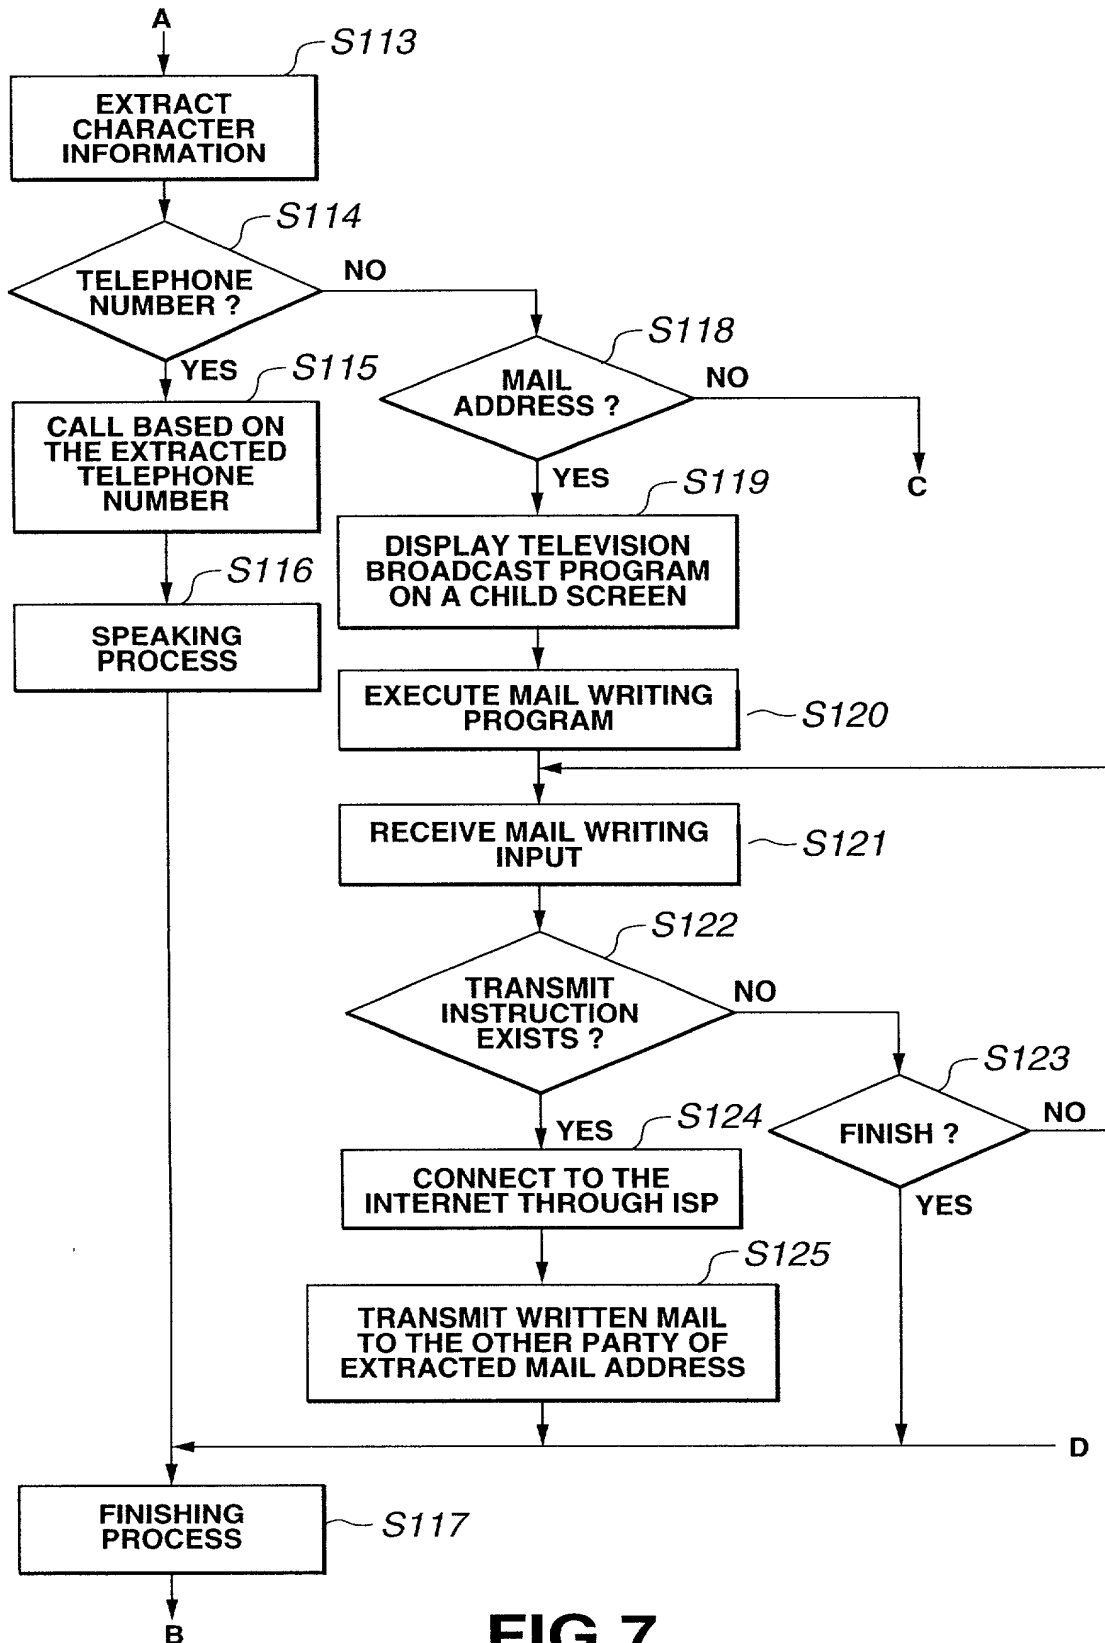 A
S113
EXTRACT
CHARACTER
INFORMATION
S114
TELEPHONE
NUMBER ?
NO
YES
S115
CALL BASED ON
THE EXTRACTED
TELEPHONE
NUMBER
S116
SPEAKING
PROCESS
S118
MAIL
ADDRESS ?
NO
C
YES
S119
DISPLAY TELEVISION
BROADCAST PROGRAM
ON A CHILD SCREEN
EXECUTE MAIL WRITING
PROGRAM
S120
RECEIVE MAIL WRITING
INPUT
S121
S122
TRANSMIT
INSTRUCTION
EXISTS ?
NO
S123
FINISH ?
NO
YES
YES
S124
CONNECT TO THE
INTERNET THROUGH ISP
S125
TRANSMIT WRITTEN MAIL
TO THE OTHER PARTY OF
EXTRACTED MAIL ADDRESS
D
FINISHING
PROCESS
S117
B
FIG.7